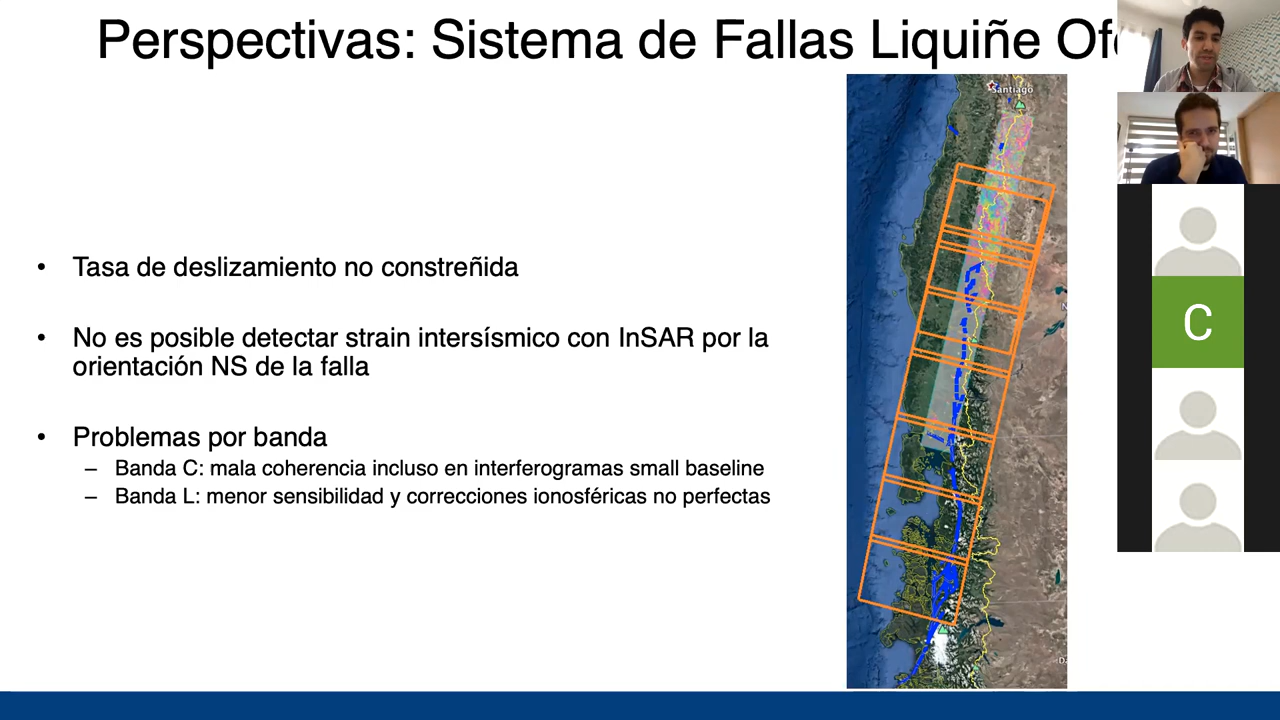 Perspectivas: Sistema de Fallas Liquiñe
Santiago
• Tasa de deslizamiento no constreñida
• No es posible detectar strain intersísmico con InSAR por la
orientación NS de la falla
• Problemas por banda
– Banda C: mala coherencia incluso en interferogramas small baseline
– Banda L: menor sensibilidad y correcciones ionosféricas no perfectas
C